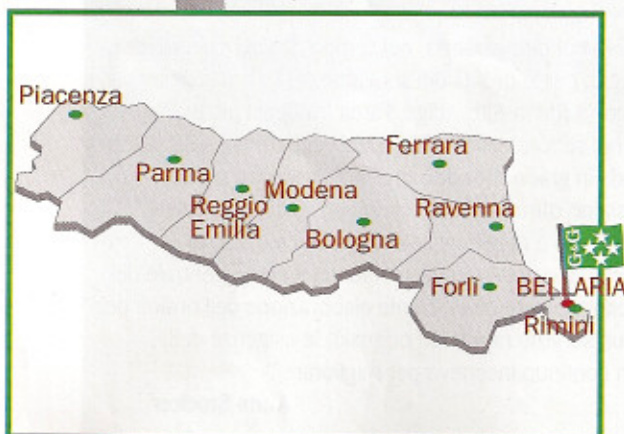 Piacenza
Parma
Reggio
Emilia
Modena
Bologna
Ferrara
Ravenna
Forlì
BELLARIA
Rimini
G&G